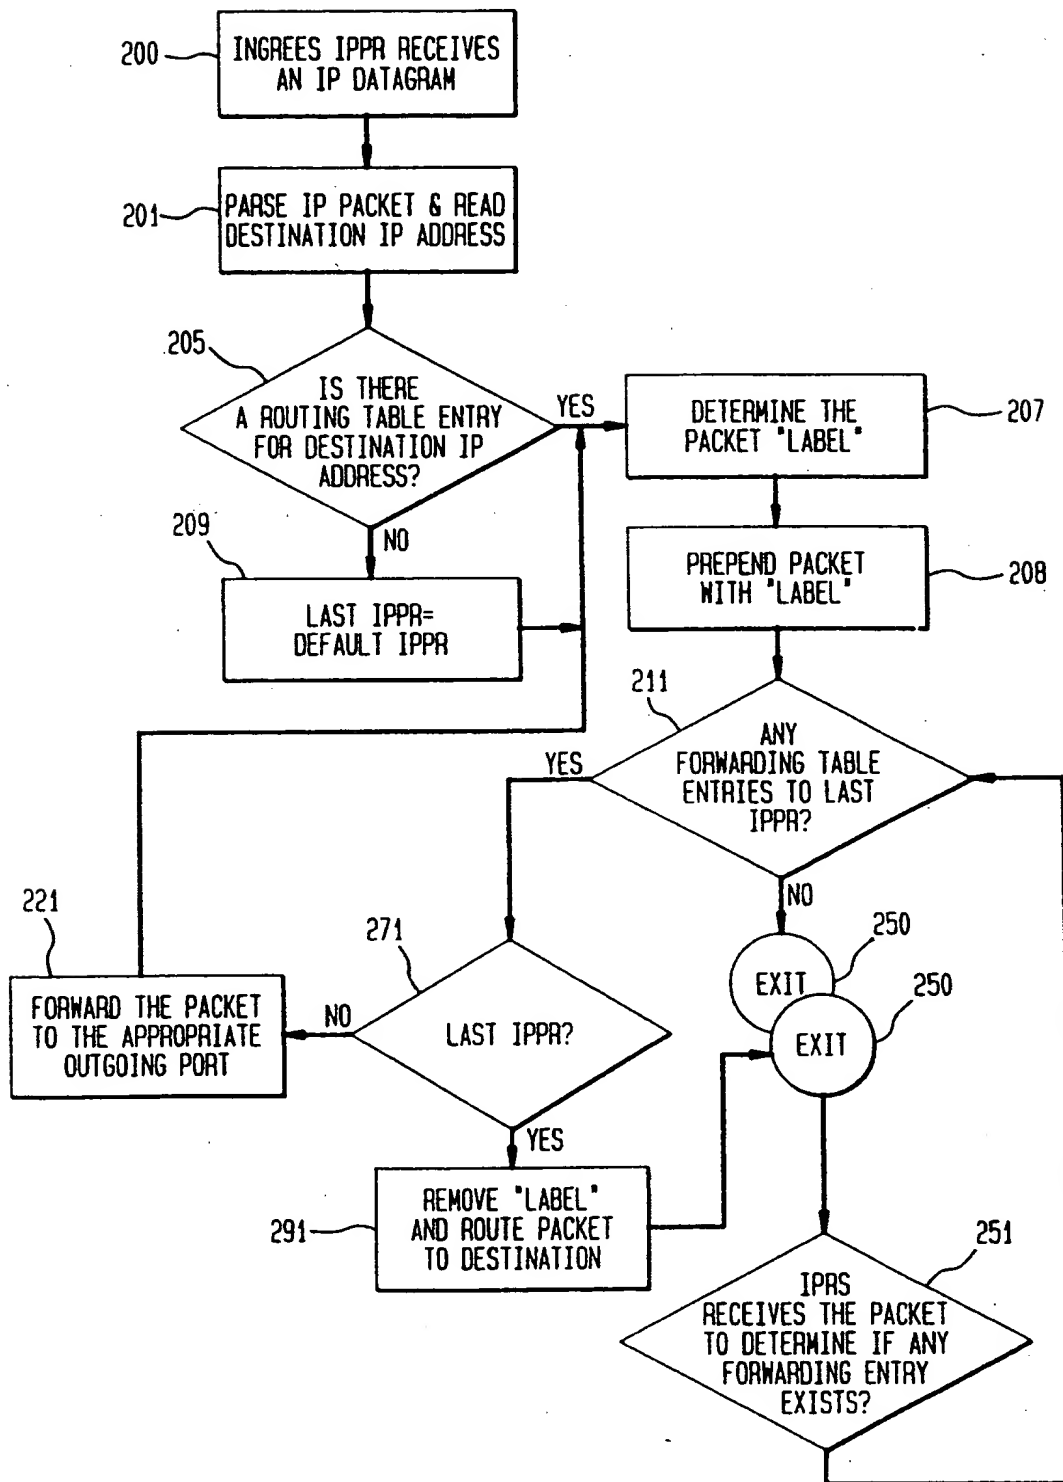 200
INGREES IPPR RECEIVES
AN IP DATAGRAM
201
PARSE IP PACKET & READ
DESTINATION IP ADDRESS
205
IS THERE
A ROUTING TABLE ENTRY
FOR DESTINATION IP
ADDRESS?
YES
NO
DETERMINE THE
PACKET "LABEL"
207
209
LAST IPPR=
DEFAULT IPPR
PREPEND PACKET
WITH "LABEL"
208
211
ANY
FORWARDING TABLE
ENTRIES TO LAST
IPPR?
YES
NO
221
FORWARD THE PACKET
TO THE APPROPRIATE
OUTGOING PORT
271
LAST IPPR?
NO
YES
250
EXIT
250
EXIT
291
REMOVE "LABEL"
AND ROUTE PACKET
TO DESTINATION
251
IPRS
RECEIVES THE PACKET
TO DETERMINE IF ANY
FORWARDING ENTRY
EXISTS?